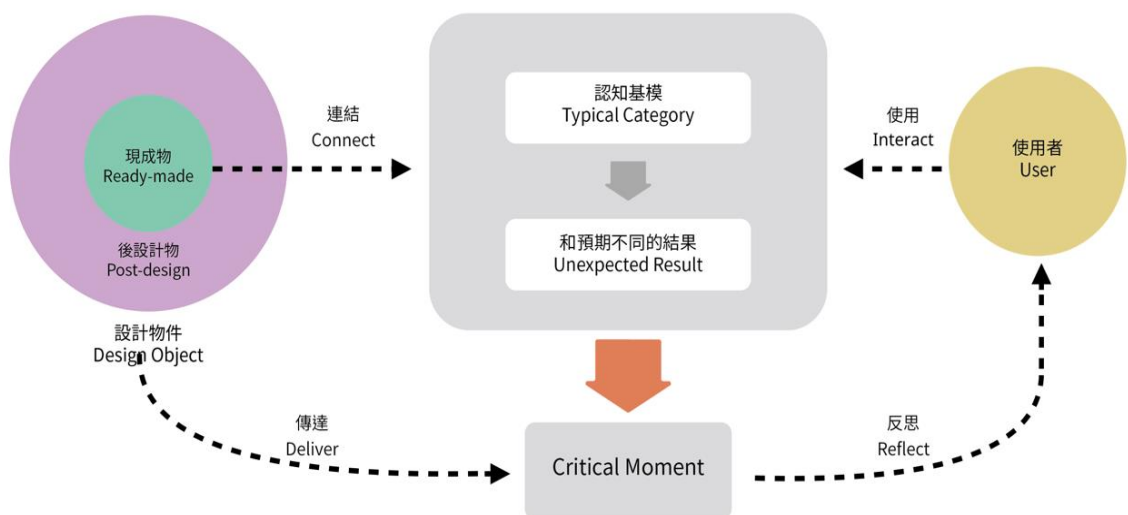 現成物
Ready-made
後設計物
Post-design
設計物件
Design Object
連結
Connect
認知基模
Typical Category
和預期不同的結果
Unexpected Result
使用
Interact
使用者
User
傳達
Deliver
Critical Moment
反思
Reflect